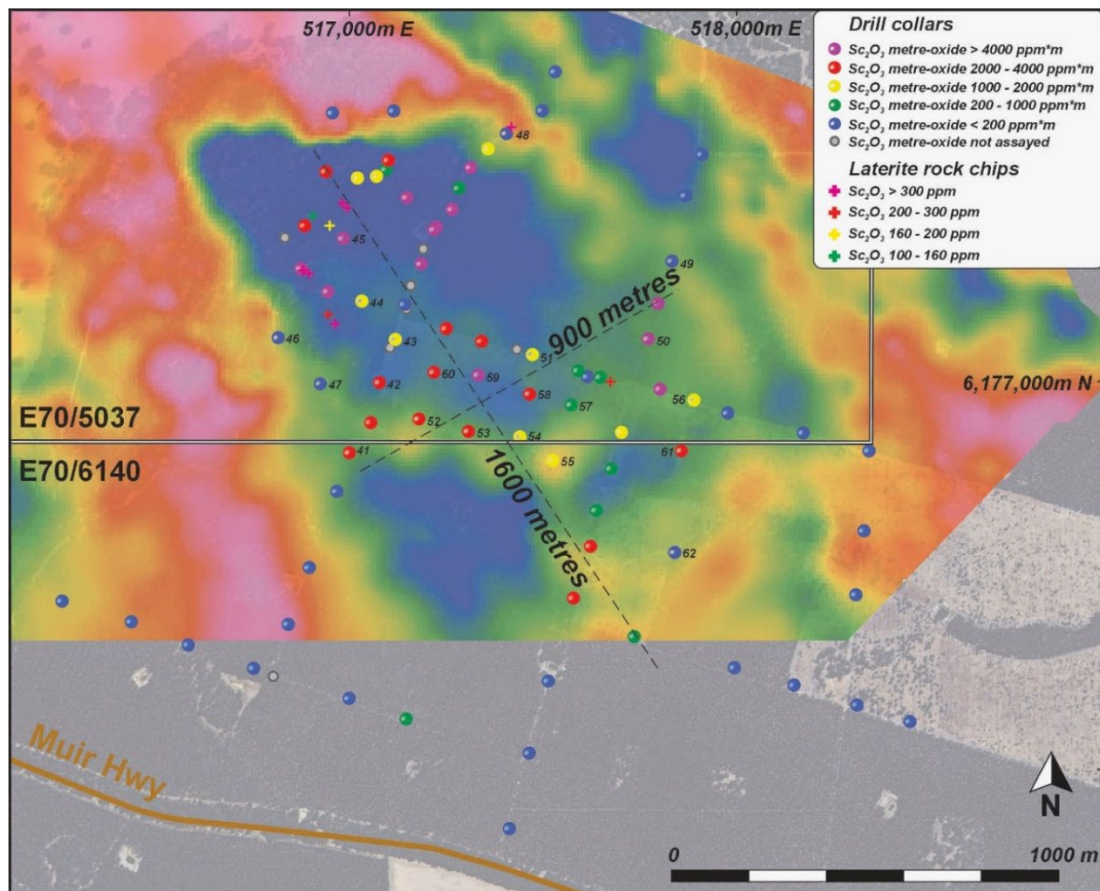 517,000m E
518,000m E
Drill collars
Sc₂O₃ metre-oxide > 4000 ppm*m
Sc₂O₃ metre-oxide 2000 - 4000 ppm*m
Sc₂O₃ metre-oxide 1000 - 2000 ppm*m
Sc₂O₃ metre-oxide 200 - 1000 ppm*m
Sc₂O₃ metre-oxide < 200 ppm*m
Sc₂O₃ metre-oxide not assayed
Laterite rock chips
Sc₂O₃ > 300 ppm
Sc₂O₃ 200 - 300 ppm
Sc₂O₃ 160 - 200 ppm
Sc₂O₃ 100 - 160 ppm
48
45
49
44
46
43
50
51
900 metres
60
59
47
42
58
6,177,000m N
56
57
E70/5037
52
53
54
41
61
55
E70/6140
1600 metres
62
Muir Hwy
N
0
1000 m